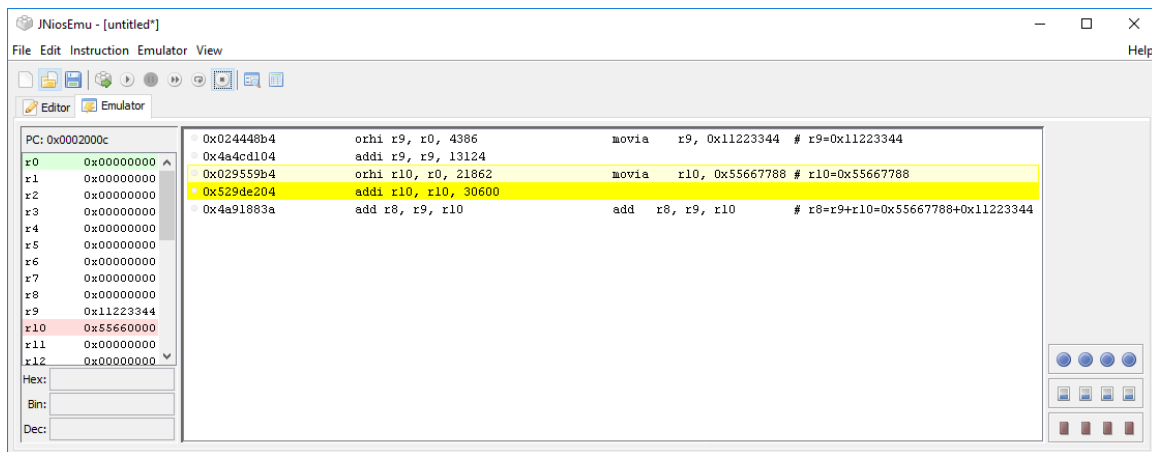 JNiosEmu - [untitled*]
File Edit Instruction Emulator View Help
Editor Emulator
PC: 0x0002000c
r0 0x00000000
r1 0x00000000
r2 0x00000000
r3 0x00000000
r4 0x00000000
r5 0x00000000
r6 0x00000000
r7 0x00000000
r8 0x00000000
r9 0x11223344
r10 0x55660000
r11 0x00000000
r12 0x00000000
Hex:
Bin:
Dec:
0x024448b4 orhi r9, r0, 4386 movia r9, 0x11223344 # r9=0x11223344
0x4a4cd104 addi r9, r9, 13124
0x029559b4 orhi r10, r0, 21862 movia r10, 0x55667788 # r10=0x55667788
0x529de204 addi r10, r10, 30600
0x4a91883a add r8, r9, r10 add r8, r9, r10 # r8=r9+r10=0x55667788+0x11223344